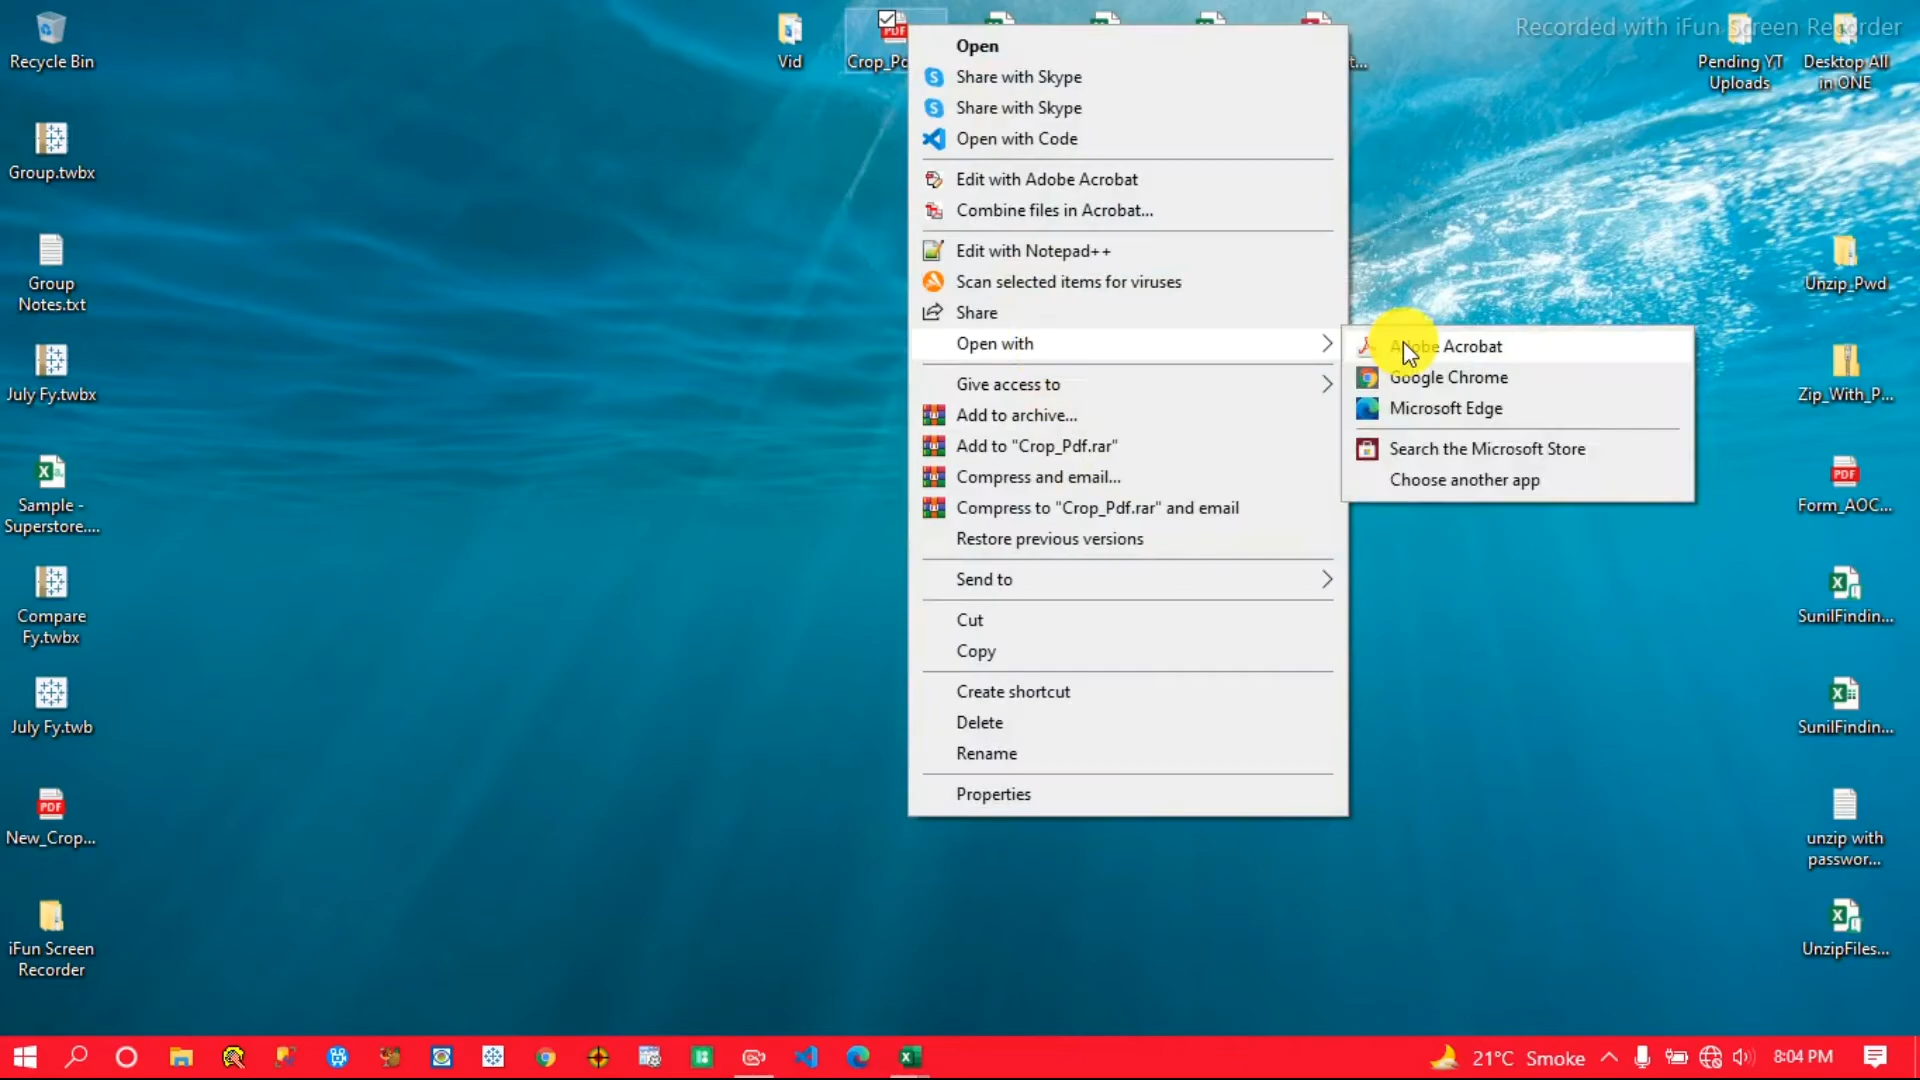 Recorded with iFun Screen Recorder
Recycle Bin
Group.twbx
Group
Notes.txt
July Fy.twbx
Sample -
Superstore....
Compare
Fy.twbx
July Fy.twb
PDF
New_Crop...
iFun Screen
Recorder
Vid
PDF
Open
Share with Skype
Share with Skype
Open with Code
Edit with Adobe Acrobat
Combine files in Acrobat...
Edit with Notepad++
Scan selected items for viruses
Share
Open with
Give access to
Add to archive...
Add to "Crop_Pdf.rar"
Compress and email...
Compress to "Crop_Pdf.rar" and email
Restore previous versions
Send to
Cut
Copy
Create shortcut
Delete
Rename
Properties
Adobe Acrobat
Google Chrome
Microsoft Edge
Search the Microsoft Store
Choose another app
Pending YT
Uploads
Desktop All
in ONE
Unzip_Pwd
Zip_With_P...
PDF
Form_AOC...
SunilFindin...
SunilFindin...
unzip with
passwor...
UnzipFiles...
21°C Smoke
8:04 PM